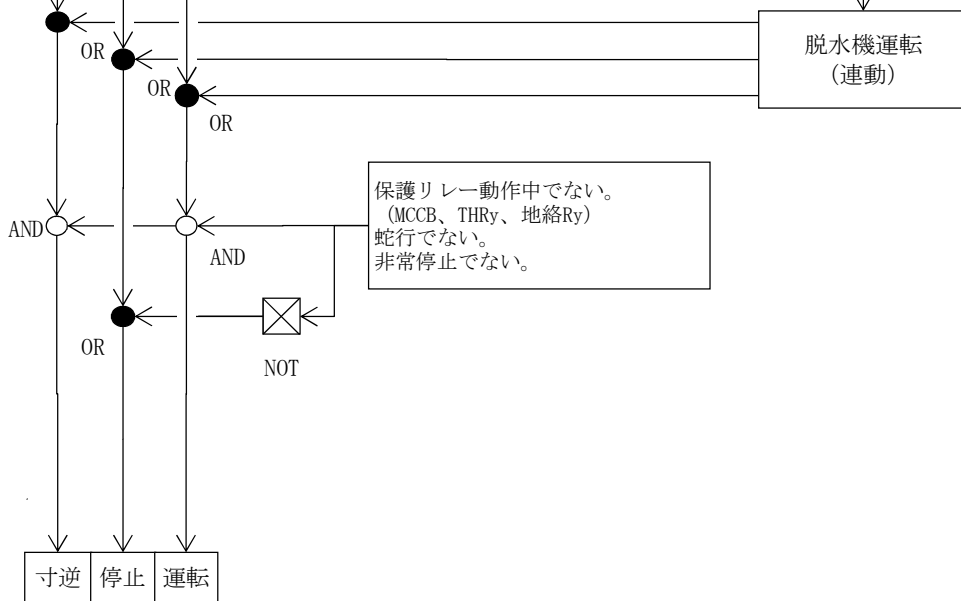 OR
脱水機運転
(連動)
OR
OR
保護リレー動作中でない。
(MCCB、THRy、地絡Ry)
蛇行でない。
非常停止でない。
AND
AND
OR
NOT
寸逆
停止
運転